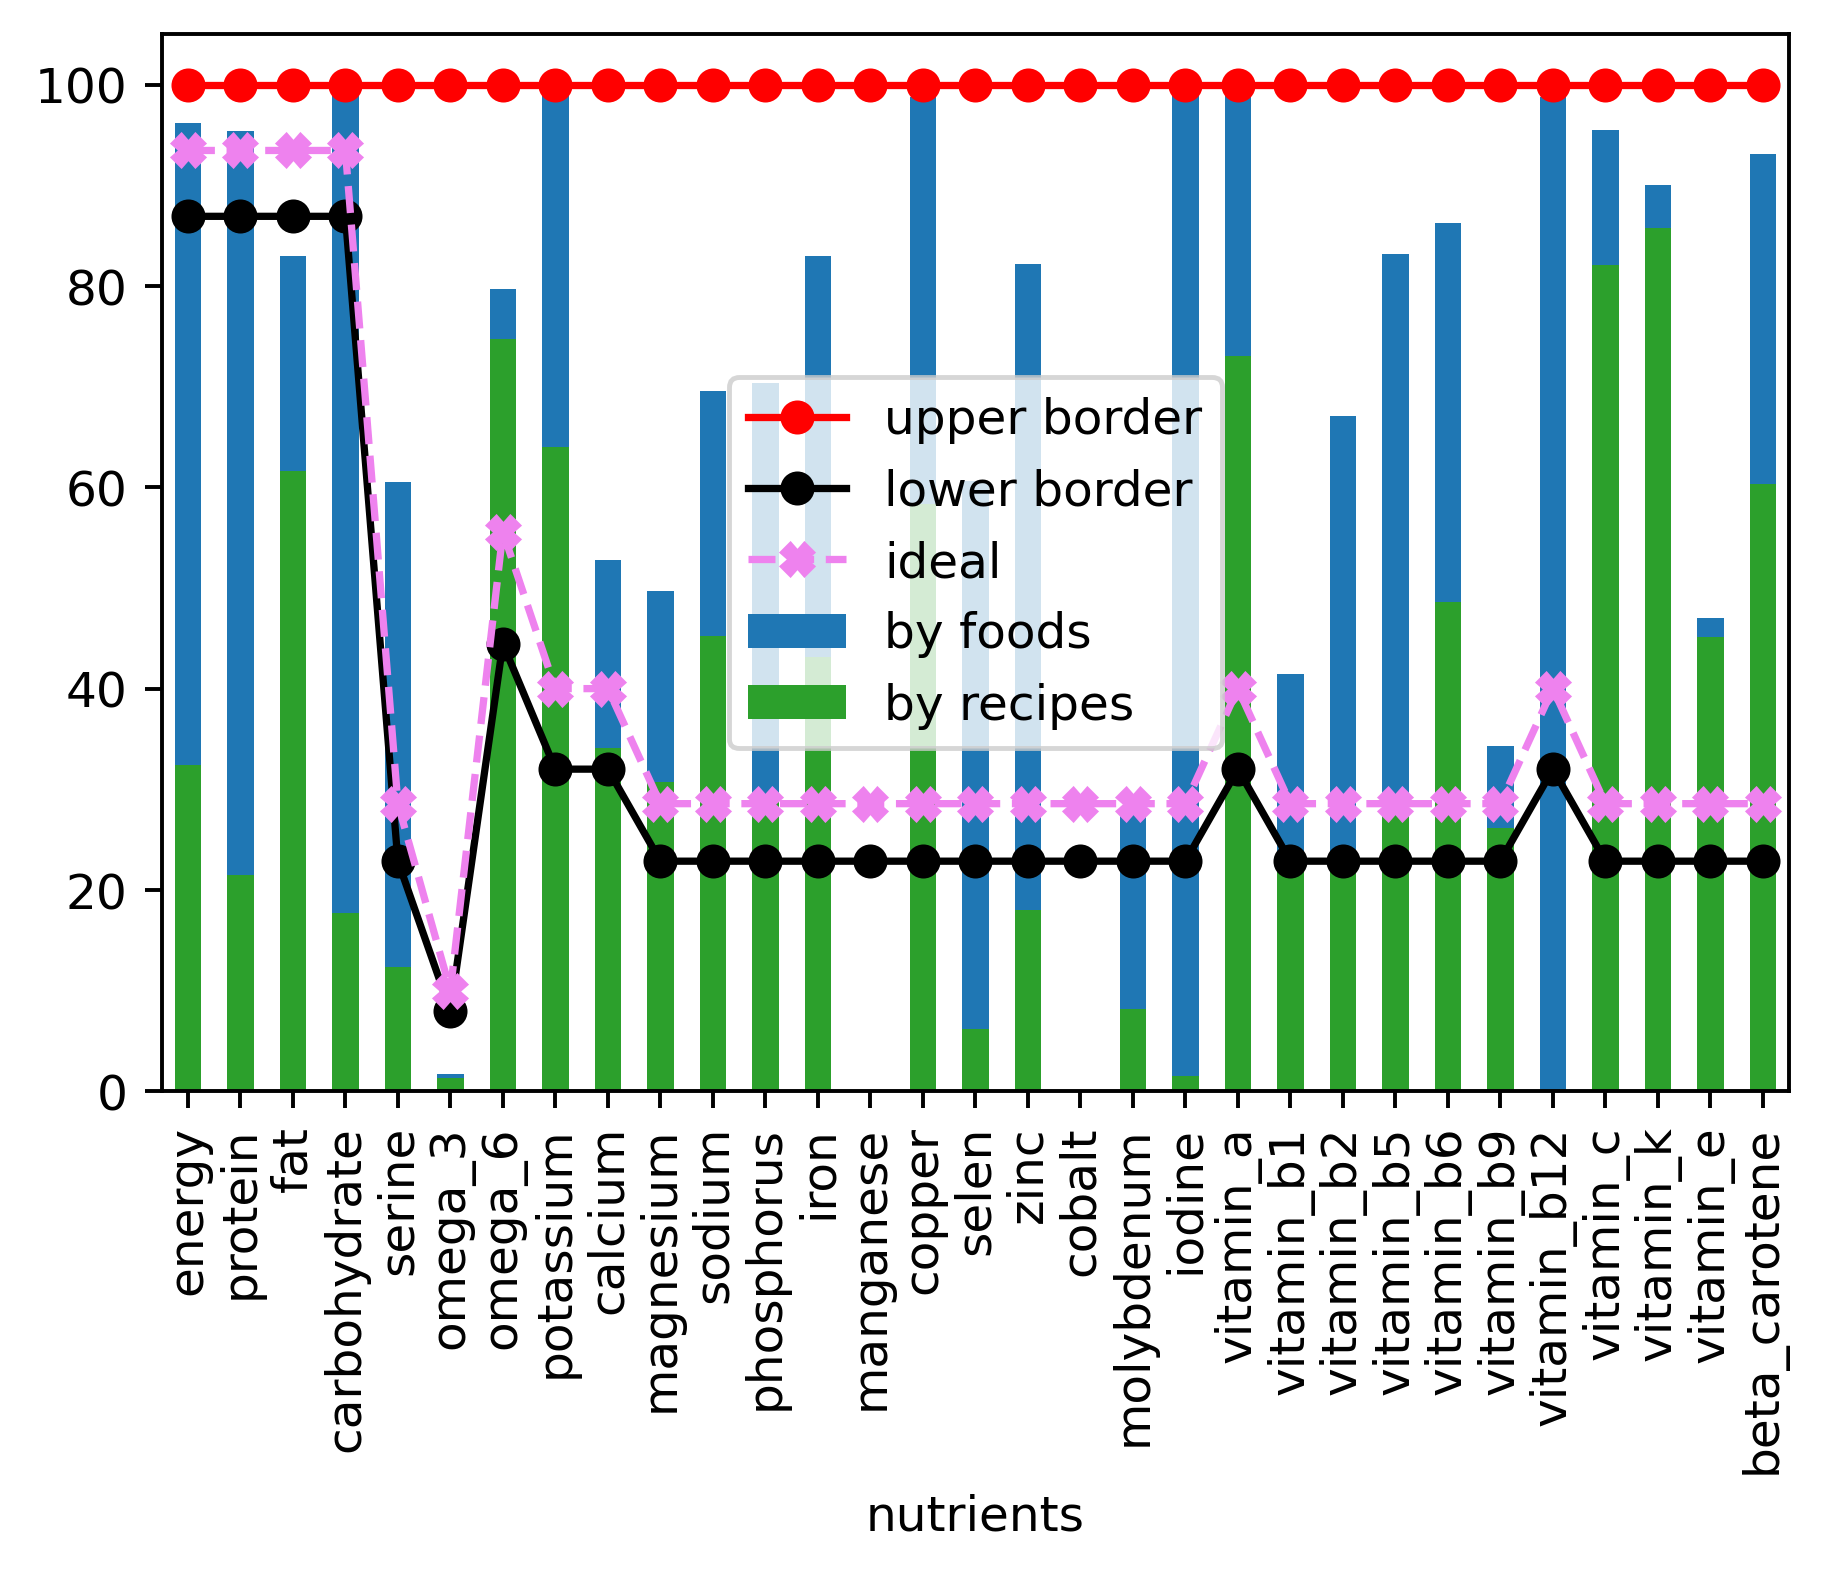 100
80
60
40
20
0
upper border
lower border
ideal
by foods
by recipes
energy
protein
fat
carbohydrate
serine
omega_3
omega_6
potassium
calcium
magnesium
sodium
phosphorus
iron
manganese
copper
selen
zinc
cobalt
molybdenum
iodine
vitamin_a
vitamin_b1
vitamin_b2
vitamin_b5
vitamin_b6
vitamin_b9
vitamin_b12
vitamin_c
vitamin_k
vitamin_e
beta_carotene
nutrients